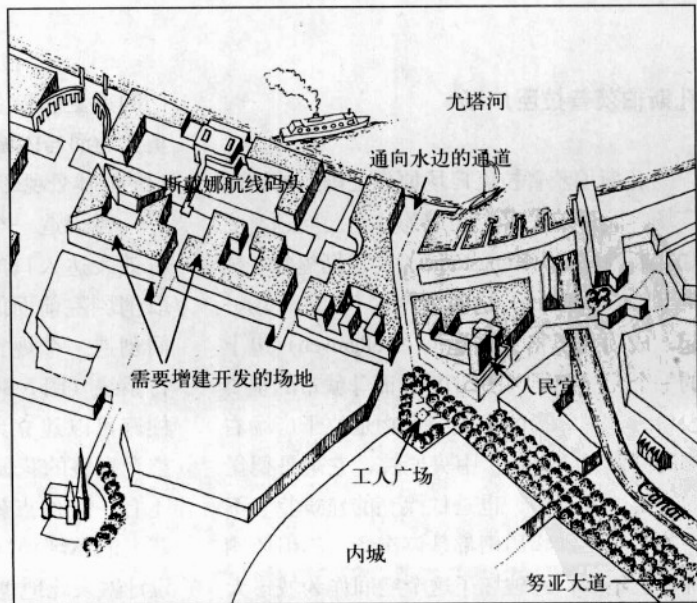 尤塔河
通向水边的通道
斯敢娜航线码头
需要增建开发的场地
人民宫
工人广场
Canal
内城
努亚大道